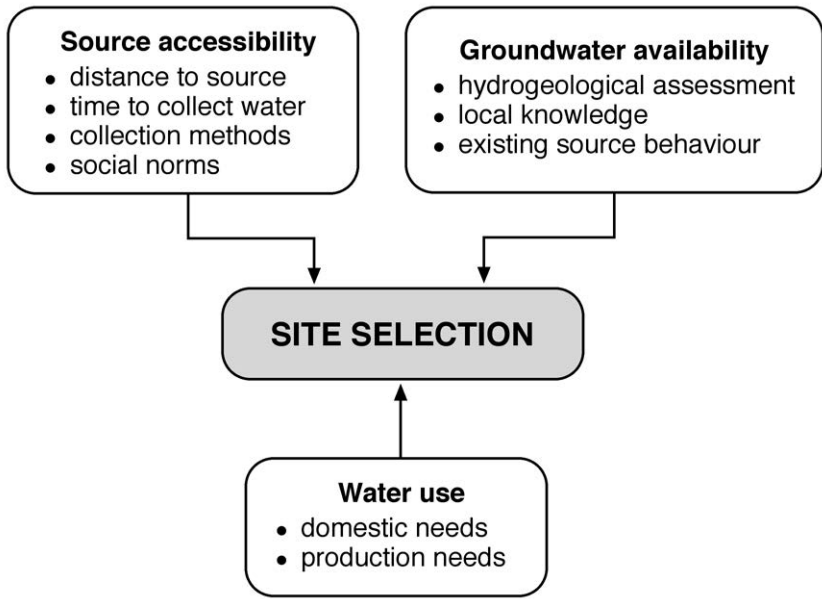 Source accessibility
• distance to source
• time to collect water
• collection methods
• social norms
Groundwater availability
• hydrogeological assessment
• local knowledge
• existing source behaviour
SITE SELECTION
Water use
• domestic needs
• production needs